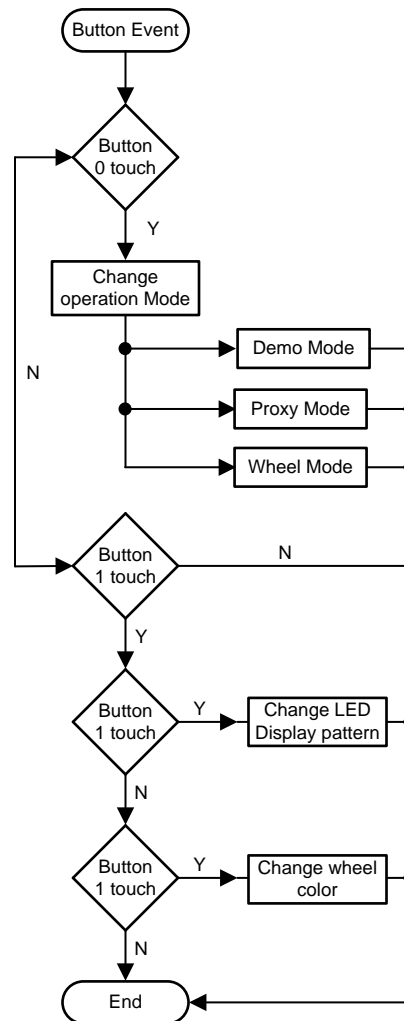 Button Event
Button
0 touch
Y
Change
operation Mode
Demo Mode
N
Proxy Mode
Wheel Mode
Button
1 touch
N
Y
Button
1 touch
Y
Change LED
Display pattern
N
Button
1 touch
Y
Change wheel
color
N
End